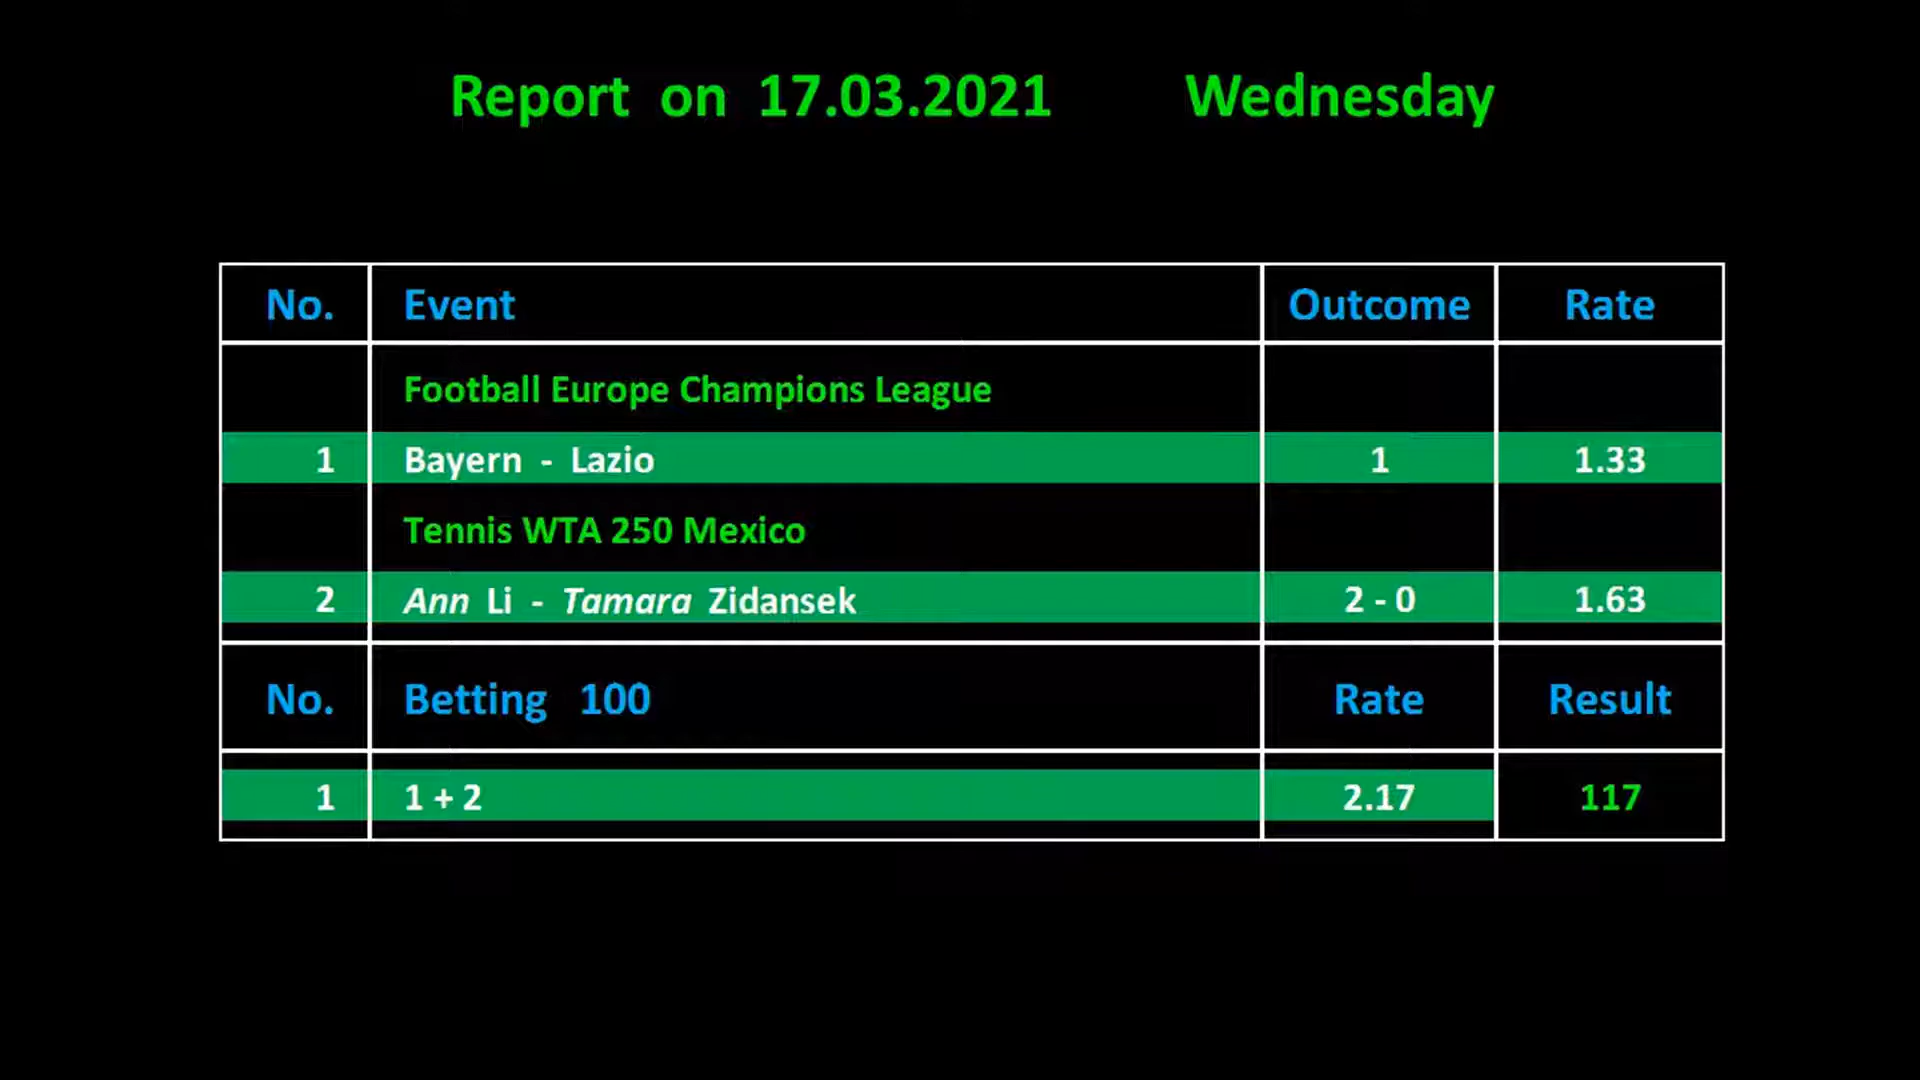 Report on 17.03.2021 Wednesday
No. Event Outcome Rate
Football Europe Champions League
1 Bayern - Lazio 1 1.33
Tennis WTA 250 Mexico
2 Ann Li - Tamara Zidansek 2 - 0 1.63
No. Betting 100 Rate Result
1 1 + 2 2.17 117